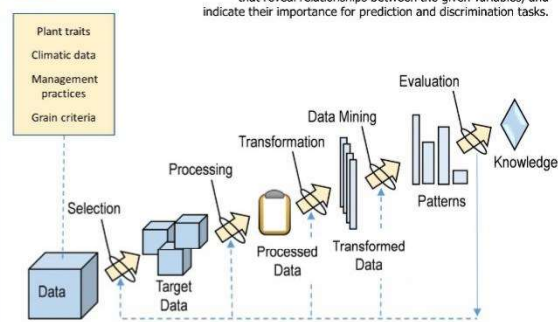 that reveal relationships between the given variables, and
indicate their importance for prediction and discrimination tasks.
Plant traits
Climatic data
Management
practices
Grain criteria
Evaluation
Data Mining
Transformation
Knowledge
Processing
Patterns
Selection
Processed
Data
Transformed
Data
Target
Data
Data